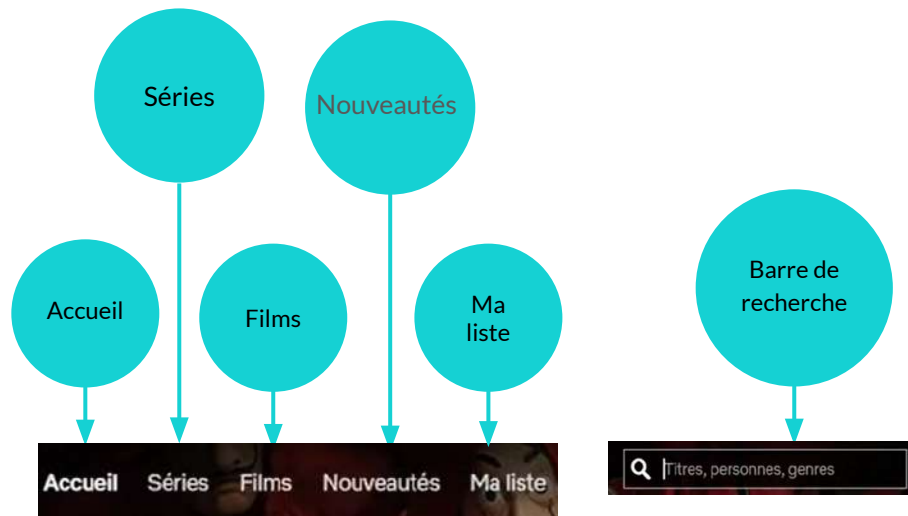 Séries
Nouveautés
Accueil
Films
Ma
liste
Barre de
recherche
Accueil Séries Films Nouveautés Ma liste
Titres, personnes, genres